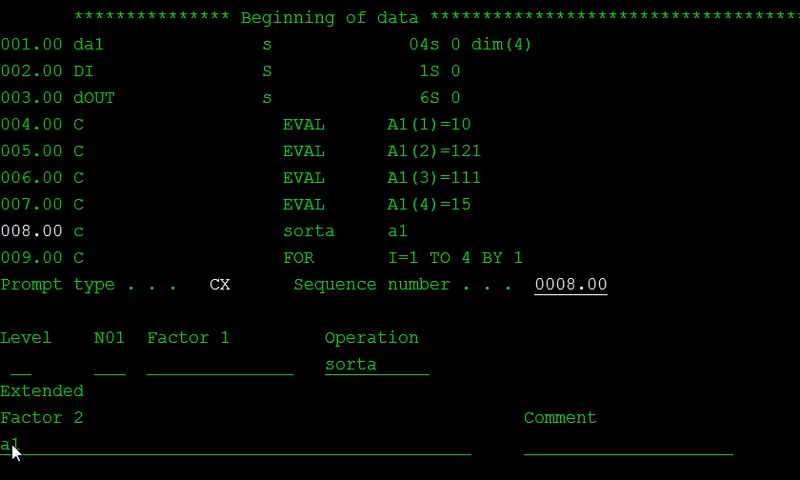 *************** Beginning of data ************************************
001.00 da1 s 04s 0 dim(4)
002.00 DI S 1S 0
003.00 dOUT s 6S 0
004.00 C EVAL A1(1)=10
005.00 C EVAL A1(2)=121
006.00 C EVAL A1(3)=111
007.00 C EVAL A1(4)=15
008.00 c sorta a1
009.00 C FOR I=1 TO 4 BY 1
Prompt type . . . CX Sequence number . . . 0008.00
Level N01 Factor 1 Operation
sorta
Extended
Factor 2 Comment
a1